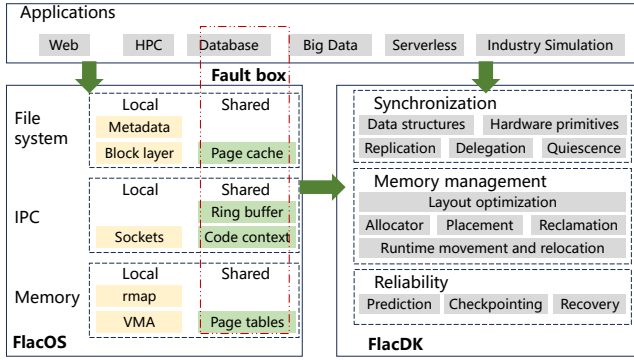 Applications
Web HPC Database Big Data Serverless Industry Simulation
Fault box
File system
Local Shared
Metadata
Block layer Page cache
IPC
Local Shared
Ring buffer
Sockets Code context
Memory
Local Shared
rmap
VMA Page tables
FlacOS
Synchronization
Data structures Hardware primitives
Replication Delegation Quiescence
Memory management
Layout optimization
Allocator Placement Reclamation
Runtime movement and relocation
Reliability
Prediction Checkpointing Recovery
FlacDK